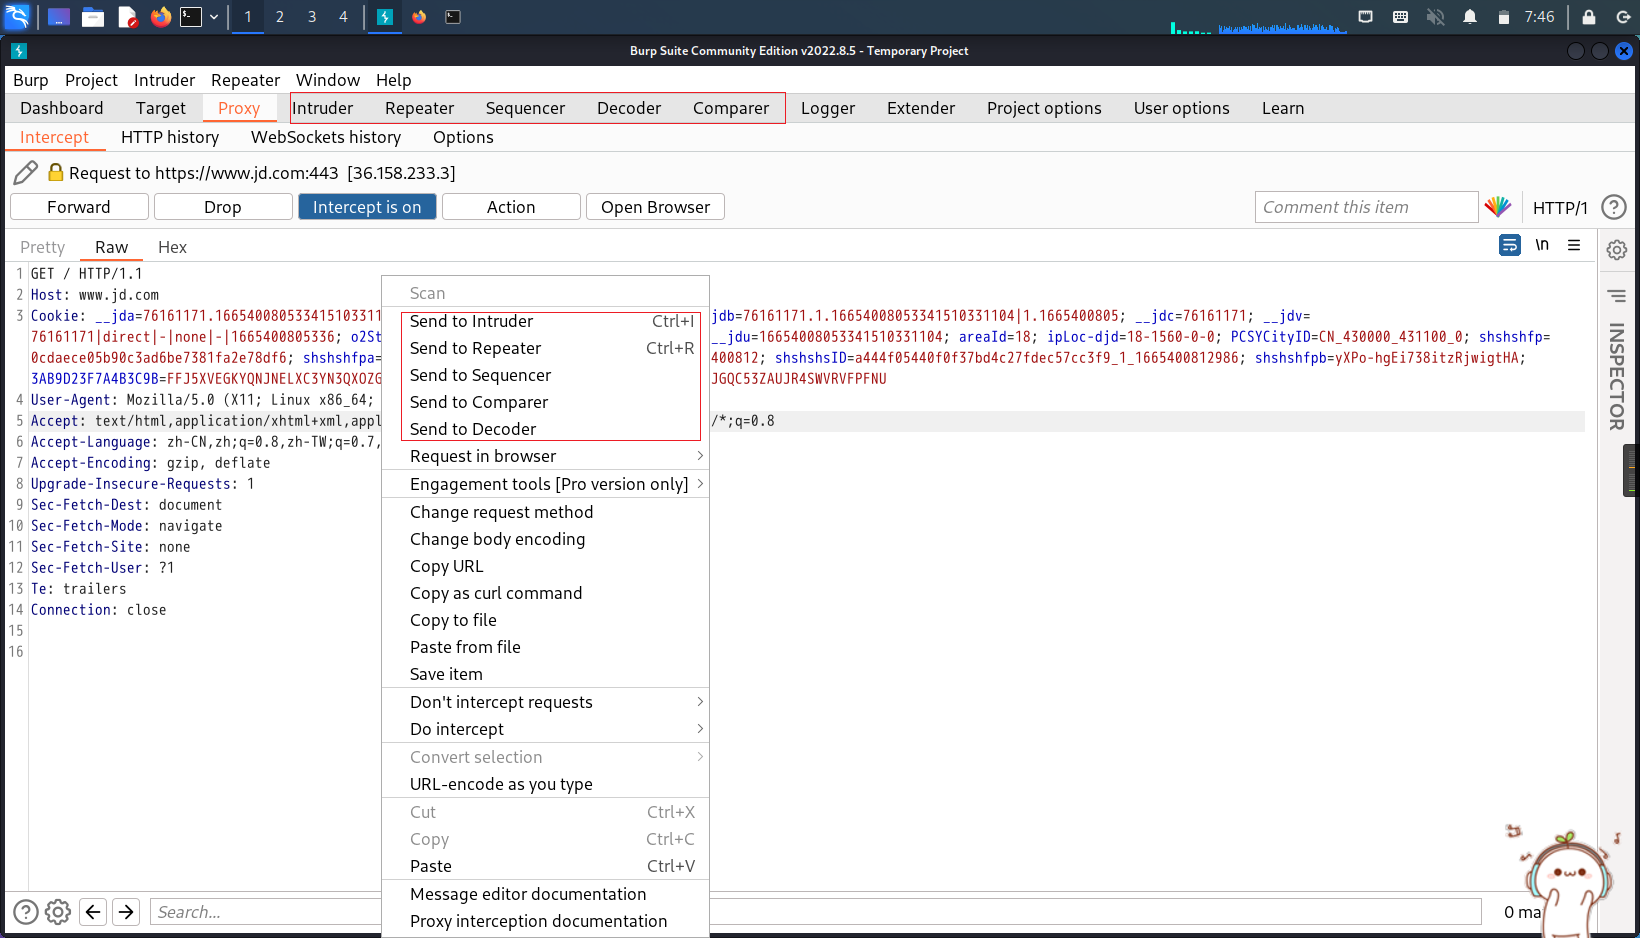 1 2 3 4 7:46
Burp Suite Community Edition v2022.8.5 - Temporary Project
Burp Project Intruder Repeater Window Help
Dashboard Target Proxy Intruder Repeater Sequencer Decoder Comparer Logger Extender Project options User options Learn
Intercept HTTP history WebSockets history Options
Request to https://www.jd.com:443 [36.158.233.3]
Forward Drop Intercept is on Action Open Browser Comment this item HTTP/1 ?
Pretty Raw Hex \n
1 GET / HTTP/1.1
2 Host: www.jd.com
3 Cookie: __jda=76161171.16654008053341510331 jdb=76161171.1.16654008053341510331104|1.1665400805; __jdc=76161171; __jdv=
76161171|direct|-|none|-|1665400805336; o2St __jdu=16654008053341510331104; areaId=18; ipLoc-djd=18-1560-0-0; PCSYCityID=CN_430000_431100_0; shshshfp=
0cdaece05b90c3ad6be7381fa2e78df6; shshshfpa= 400812; shshshsID=a444f05440f0f37bd4c27fdec57cc3f9_1_1665400812986; shshshfpb=yXPo-hgEi738itzRjwigtHA;
3AB9D23F7A4B3C9B=FFJ5XVEGKYQNJNELXC3YN3QXOZG JGQC53ZAUJR4SWVRVFPFNU
4 User-Agent: Mozilla/5.0 (X11; Linux x86_64;
5 Accept: text/html,application/xhtml+xml,appl /*;q=0.8
6 Accept-Language: zh-CN,zh;q=0.8,zh-TW;q=0.7,
7 Accept-Encoding: gzip, deflate
8 Upgrade-Insecure-Requests: 1
9 Sec-Fetch-Dest: document
10 Sec-Fetch-Mode: navigate
11 Sec-Fetch-Site: none
12 Sec-Fetch-User: ?1
13 Te: trailers
14 Connection: close
15
16
Scan
Send to Intruder Ctrl+I
Send to Repeater Ctrl+R
Send to Sequencer
Send to Comparer
Send to Decoder
Request in browser
Engagement tools [Pro version only]
Change request method
Change body encoding
Copy URL
Copy as curl command
Copy to file
Paste from file
Save item
Don't intercept requests
Do intercept
Convert selection
URL-encode as you type
Cut Ctrl+X
Copy Ctrl+C
Paste Ctrl+V
Message editor documentation
Proxy interception documentation
INSPECTOR
? Search... 0 ma